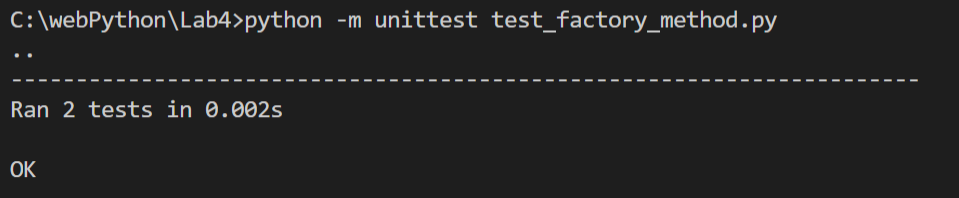 C:\webPython\Lab4>python -m unittest test_factory_method.py
..
----------------------------------------------------------------------
Ran 2 tests in 0.002s
OK